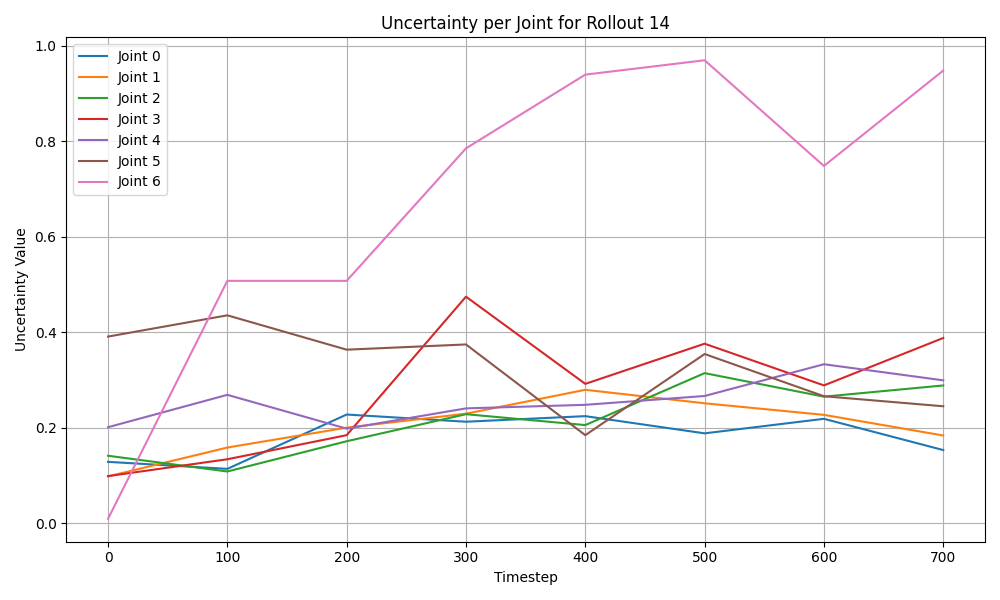 Uncertainty per Joint for Rollout 14
Joint 0
Joint 1
Joint 2
Joint 3
Joint 4
Joint 5
Joint 6
Uncertainty Value
1.0
0.8
0.6
0.4
0.2
0.0
0 100 200 300 400 500 600 700
Timestep